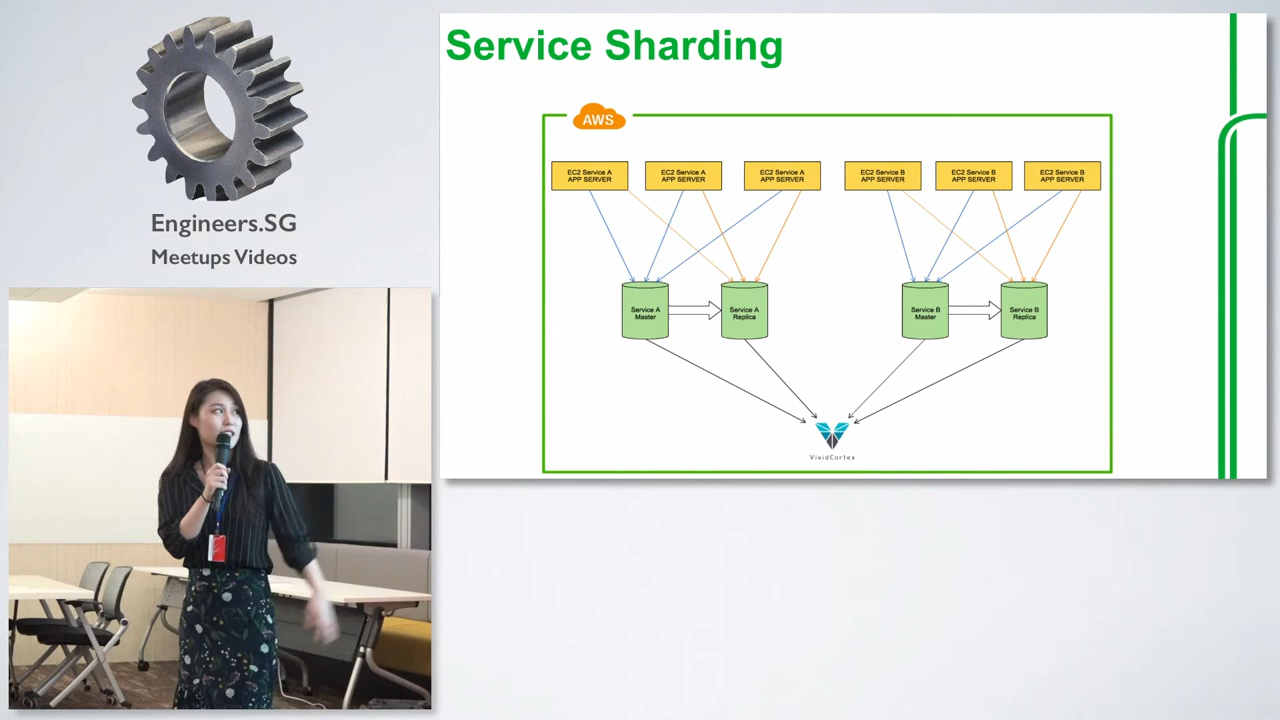 Engineers.SG
Meetups Videos
Service Sharding
AWS
EC2 Service A
APP SERVER
EC2 Service A
APP SERVER
EC2 Service A
APP SERVER
EC2 Service B
APP SERVER
EC2 Service B
APP SERVER
EC2 Service B
APP SERVER
Service A
Master
Service A
Replica
Service B
Master
Service B
Replica
VividCortex